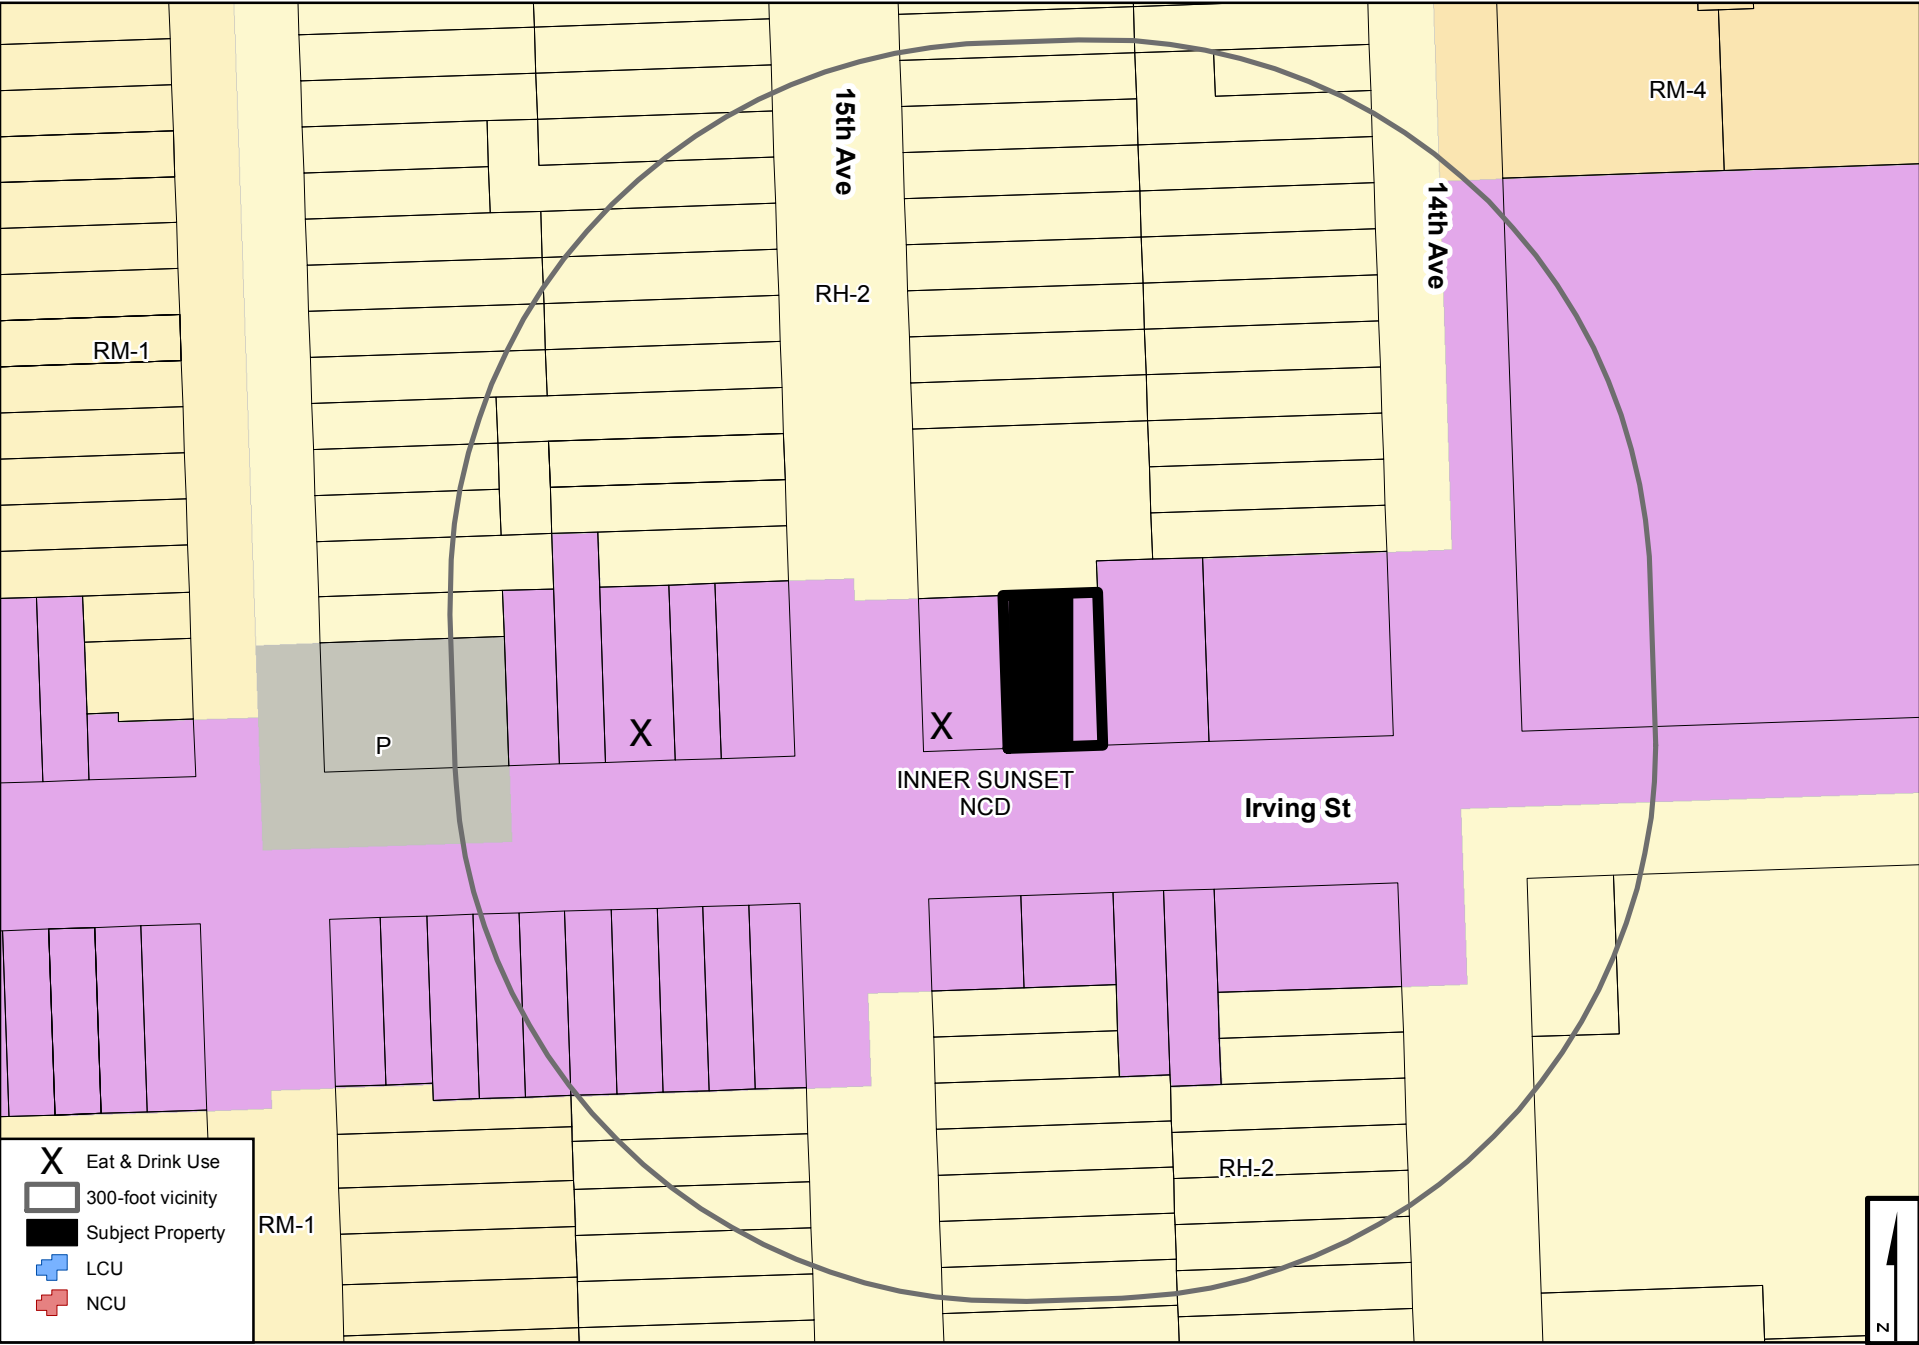 RM-4
15th Ave
14th Ave
RH-2
RM-1
P
X
X
INNER SUNSET
NCD
Irving St
RH-2
RM-1
X Eat & Drink Use
300-foot vicinity
Subject Property
LCU
NCU
N